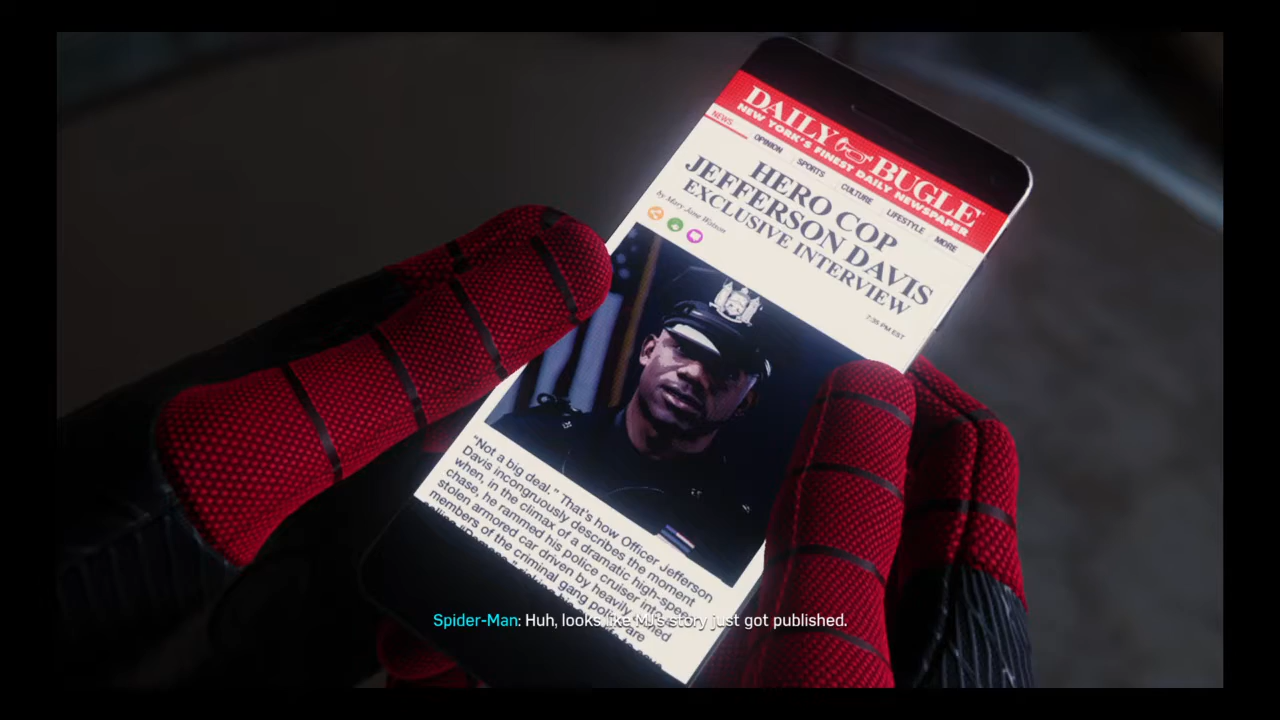 DAILY BUGLE
NEW YORK'S FINEST DAILY NEWSPAPER
NEWS OPINION SPORTS CULTURE LIFESTYLE MORE
HERO COP
JEFFERSON DAVIS
EXCLUSIVE INTERVIEW
by Mary Jane Watson
7:35 PM EST
"Not a big deal." That's how Officer Jefferson
Davis incongruously describes the moment
when, in the climax of a dramatic high-speed
chase, he rammed his police cruiser into a
stolen armored car driven by heavily armed
members of the criminal gang police are
Spider-Man: Huh, looks like MJ's story just got published.